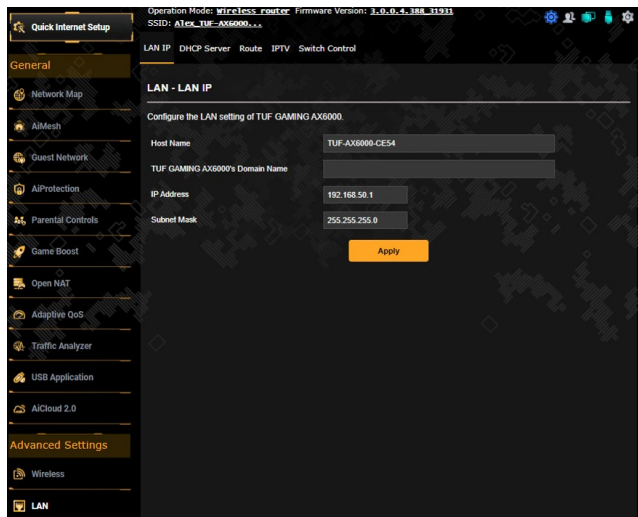 Quick Internet Setup
Operation Mode: Wireless router Firmware Version: 3.0.0.4.388_31931
SSID: Alex_TUF-AX6000...
LAN IP DHCP Server Route IPTV Switch Control
General
Network Map
AiMesh
Guest Network
AiProtection
Parental Controls
Game Boost
Open NAT
Adaptive QoS
Traffic Analyzer
USB Application
AiCloud 2.0
Advanced Settings
Wireless
LAN
LAN - LAN IP
Configure the LAN setting of TUF GAMING AX6000.
Host Name TUF-AX6000-CE54
TUF GAMING AX6000's Domain Name
IP Address 192.168.50.1
Subnet Mask 255.255.255.0
Apply